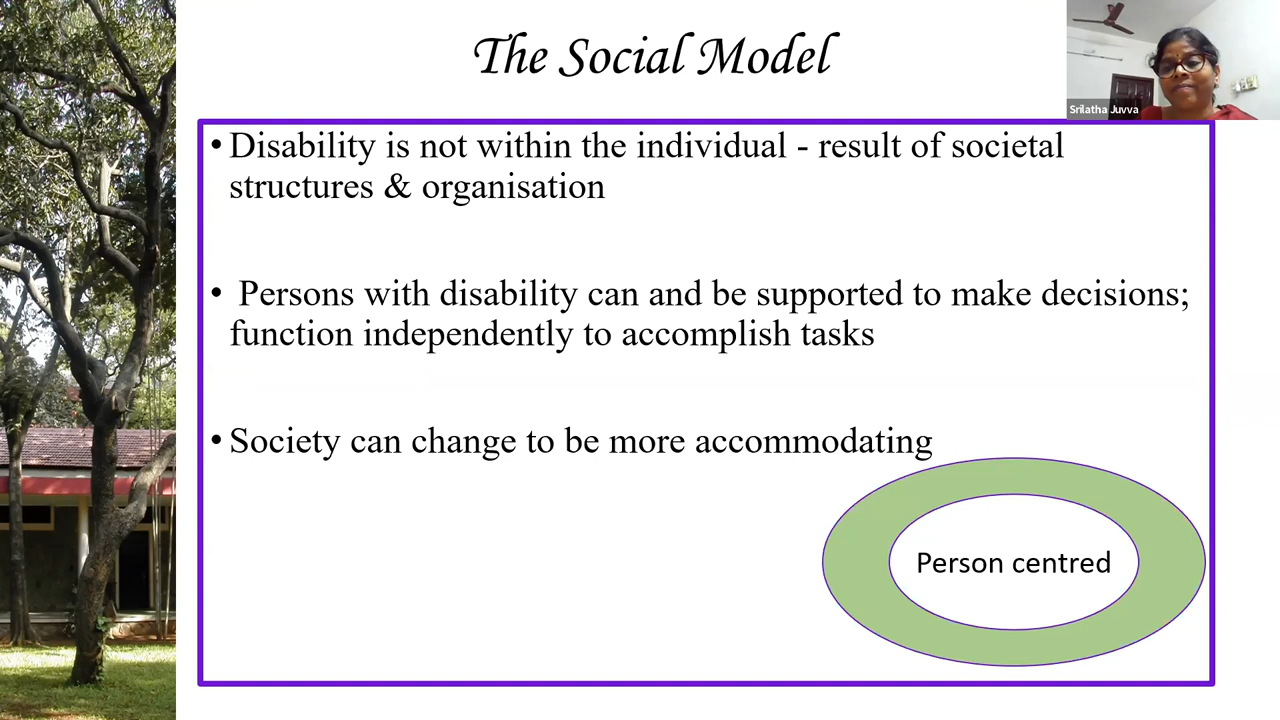 The Social Model
Srilatha Juvva
• Disability is not within the individual - result of societal
structures & organisation
• Persons with disability can and be supported to make decisions;
function independently to accomplish tasks
• Society can change to be more accommodating
Person centred